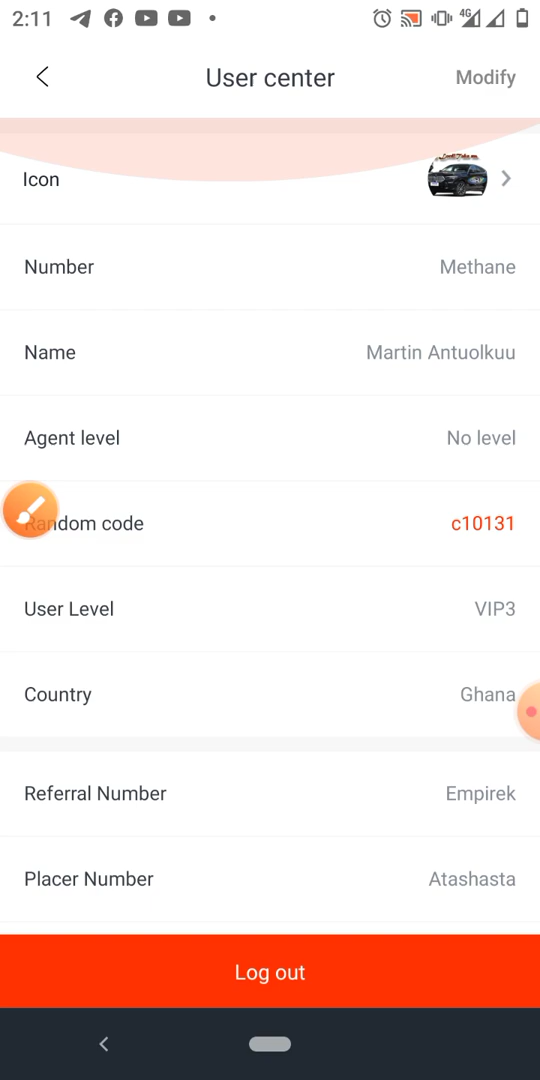 2:11
4G
User center
Modify
Icon
Number
Methane
Name
Martin Antuolkuu
Agent level
No level
Random code
c10131
User Level
VIP3
Country
Ghana
Referral Number
Empirek
Placer Number
Atashasta
Log out